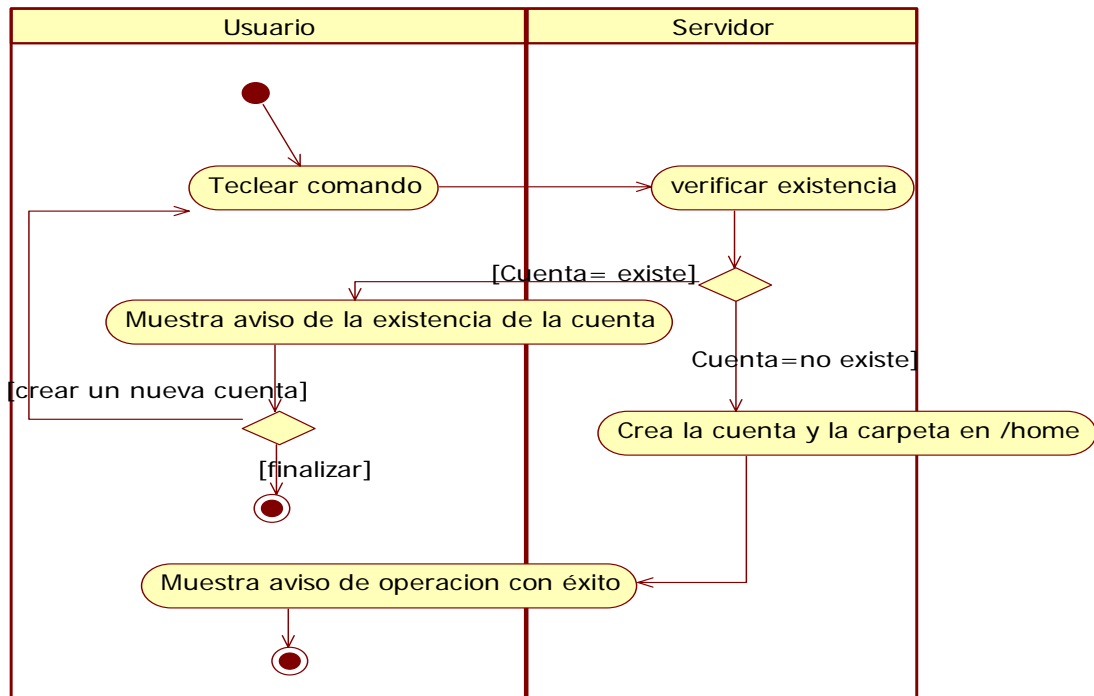 Usuario
Servidor
Teclear comando
verificar existencia
[Cuenta= existe]
Muestra aviso de la existencia de la cuenta
Cuenta=no existe]
[crear un nueva cuenta]
Crea la cuenta y la carpeta en /home
[finalizar]
Muestra aviso de operacion con éxito